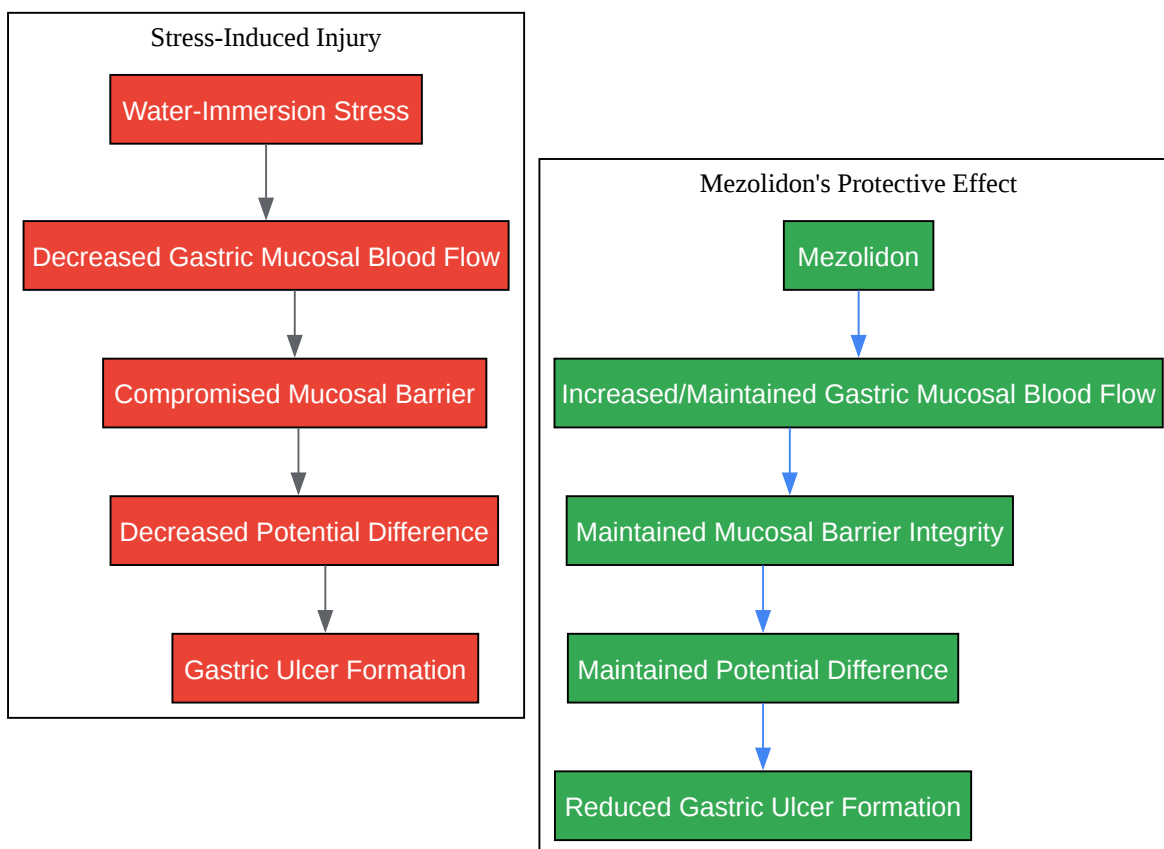 Stress-Induced Injury
Water-Immersion Stress
Decreased Gastric Mucosal Blood Flow
Compromised Mucosal Barrier
Decreased Potential Difference
Gastric Ulcer Formation
Mezolidon's Protective Effect
Mezolidon
Increased/Maintained Gastric Mucosal Blood Flow
Maintained Mucosal Barrier Integrity
Maintained Potential Difference
Reduced Gastric Ulcer Formation